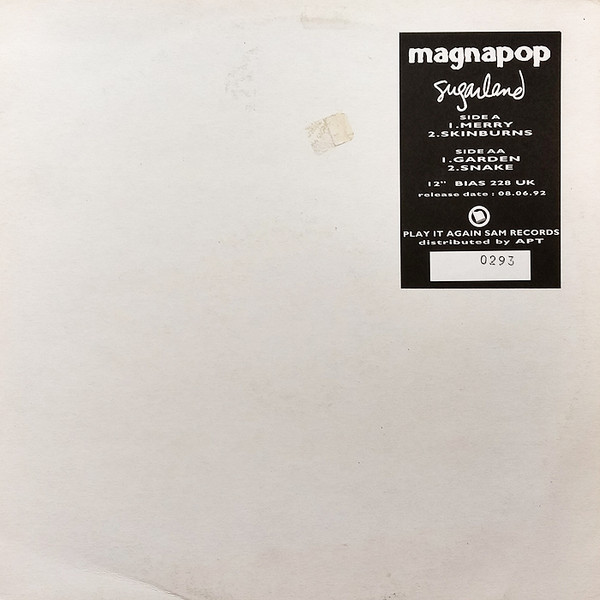 magnapop
sugarland
SIDE A
1.MERRY
2.SKINBURNS
SIDE AA
1.GARDEN
2.SNAKE
12" BIAS 228 UK
release date : 08.06.92
PLAY IT AGAIN SAM RECORDS
distributed by APT
0293